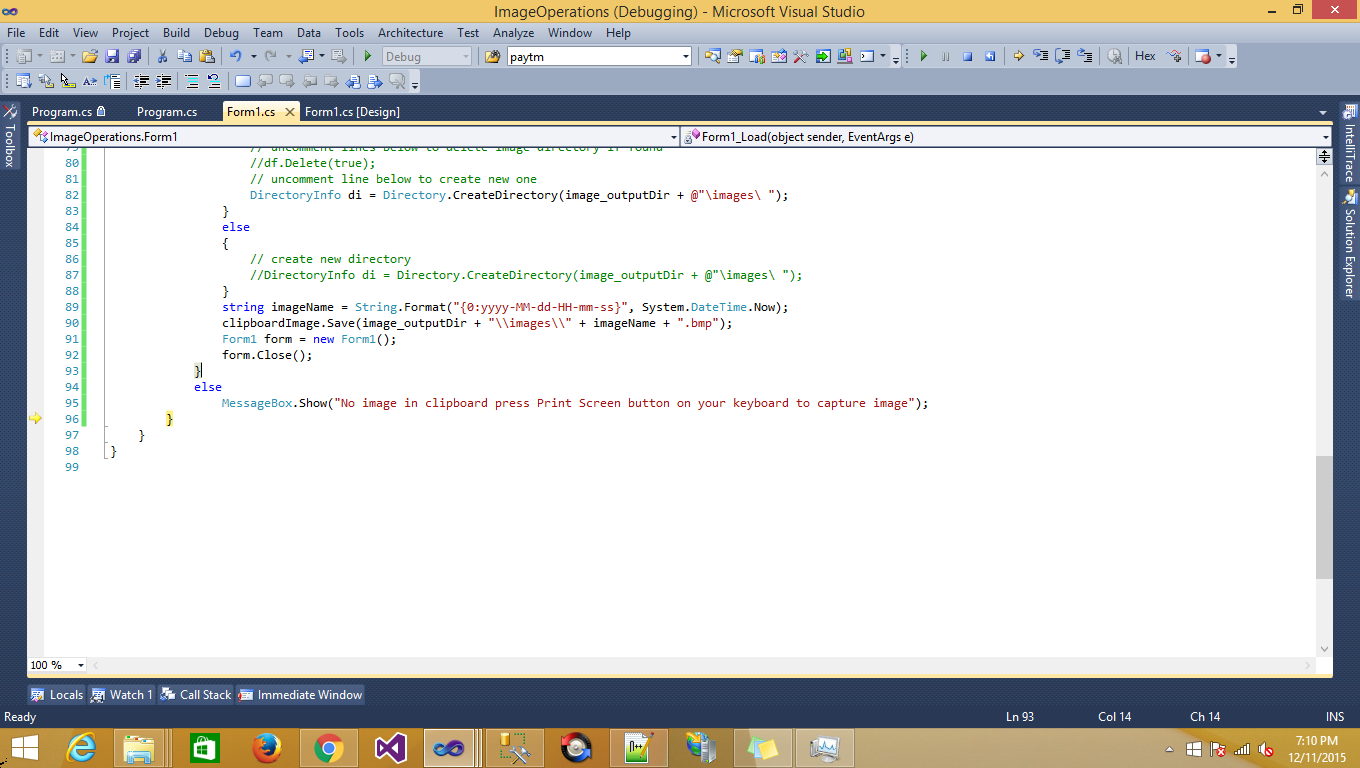 ImageOperations (Debugging) - Microsoft Visual Studio
File Edit View Project Build Debug Team Data Tools Architecture Test Analyze Window Help
Debug paytm Hex
Program.cs Program.cs Form1.cs Form1.cs [Design]
ImageOperations.Form1 Form1_Load(object sender, EventArgs e)
Toolbox
IntelliTrace
Solution Explorer
79 // uncomment lines below to delete image directory if found
80 //df.Delete(true);
81 // uncomment line below to create new one
82 DirectoryInfo di = Directory.CreateDirectory(image_outputDir + @"\images\ ");
83 }
84 else
85 {
86 // create new directory
87 //DirectoryInfo di = Directory.CreateDirectory(image_outputDir + @"\images\ ");
88 }
89 string imageName = String.Format("{0:yyyy-MM-dd-HH-mm-ss}", System.DateTime.Now);
90 clipboardImage.Save(image_outputDir + "\\images\\" + imageName + ".bmp");
91 Form1 form = new Form1();
92 form.Close();
93 }
94 else
95 MessageBox.Show("No image in clipboard press Print Screen button on your keyboard to capture image");
96 }
97 }
98 }
99
100 %
Locals Watch 1 Call Stack Immediate Window
Ready Ln 93 Col 14 Ch 14 INS
7:10 PM
12/11/2015